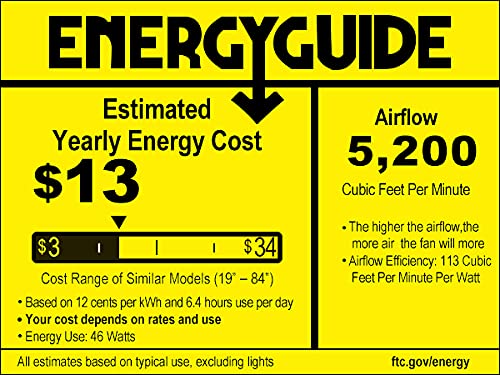 ENERGYGUIDE
Estimated
Yearly Energy Cost
$13
$3 $34
Cost Range of Similar Models (19" – 84")
• Based on 12 cents per kWh and 6.4 hours use per day
• Your cost depends on rates and use
• Energy Use: 46 Watts
Airflow
5,200
Cubic Feet Per Minute
• The higher the airflow,the
more air the fan will more
• Airflow Efficiency: 113 Cubic
Feet Per Minute Per Watt
All estimates based on typical use, excluding lights
ftc.gov/energy